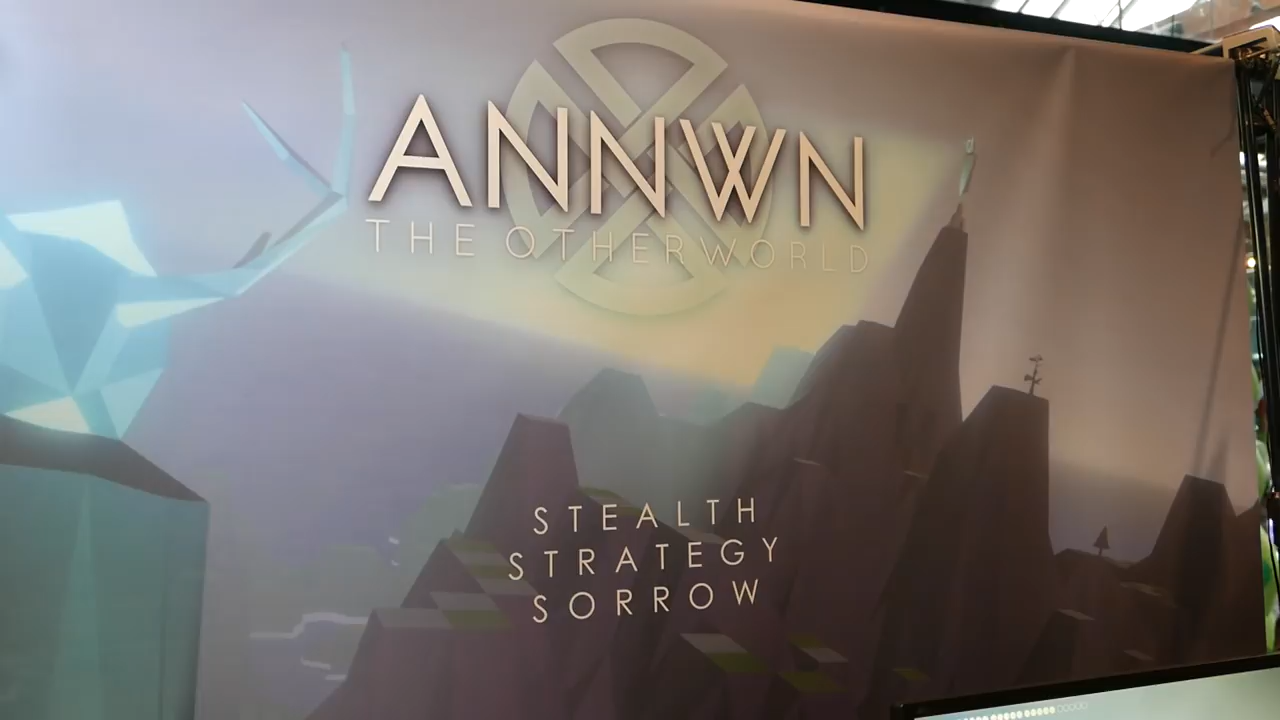 ANNWN
THE OTHERWORLD
STEALTH
STRATEGY
SORROW